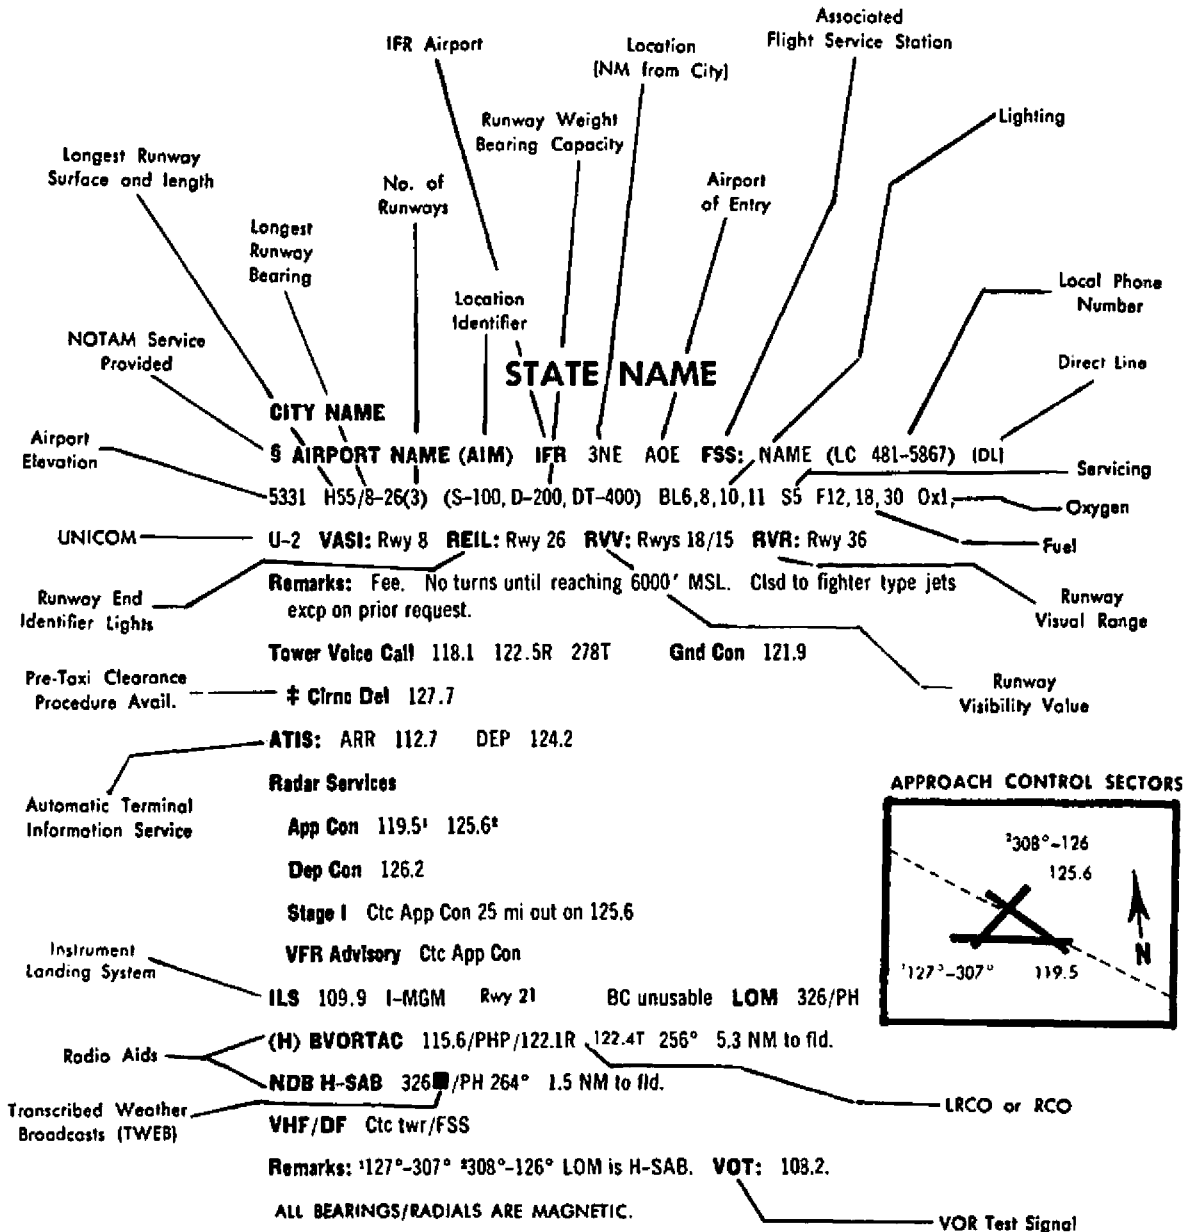 Associated
Flight Service Station
IFR Airport
Location
(NM from City)
Runway Weight
Bearing Capacity
Lighting
Longest Runway
Surface and length
No. of
Runways
Airport
of Entry
Longest
Runway
Bearing
Location
Identifier
Local Phone
Number
NOTAM Service
Provided
STATE NAME
Direct Line
CITY NAME
Airport
Elevation
§ AIRPORT NAME (AIM) IFR 3NE AOE FSS: NAME (LC 481-5867) (DL)
Servicing
5331 H55/8-26(3) (S-100, D-200, DT-400) BL6,8,10,11 S5 F12,18,30 Ox1,
Oxygen
UNICOM
U-2 VASI: Rwy 8 REIL: Rwy 26 RVV: Rwys 18/15 RVR: Rwy 36
Fuel
Remarks: Fee. No turns until reaching 6000' MSL. Clsd to fighter type jets
excp on prior request.
Runway End
Identifier Lights
Runway
Visual Range
Tower Voice Call 118.1 122.5R 278T Gnd Con 121.9
Pre-Taxi Clearance
Procedure Avail.
‡ Clrnc Del 127.7
Runway
Visibility Value
ATIS: ARR 112.7 DEP 124.2
Radar Services
Automatic Terminal
Information Service
App Con 119.5¹ 125.6²
Dep Con 126.2
Stage I Ctc App Con 25 mi out on 125.6
VFR Advisory Ctc App Con
APPROACH CONTROL SECTORS
²308°-126
125.6
N
¹127°-307° 119.5
Instrument
Landing System
ILS 109.9 I-MGM Rwy 21 BC unusable LOM 326/PH
Radio Aids
(H) BVORTAC 115.6/PHP/122.1R 122.4T 256° 5.3 NM to fld.
NDB H-SAB 326■/PH 264° 1.5 NM to fld.
LRCO or RCO
Transcribed Weather
Broadcasts (TWEB)
VHF/DF Ctc twr/FSS
Remarks: ¹127°-307° ²308°-126° LOM is H-SAB. VOT: 108.2.
ALL BEARINGS/RADIALS ARE MAGNETIC.
VOR Test Signal